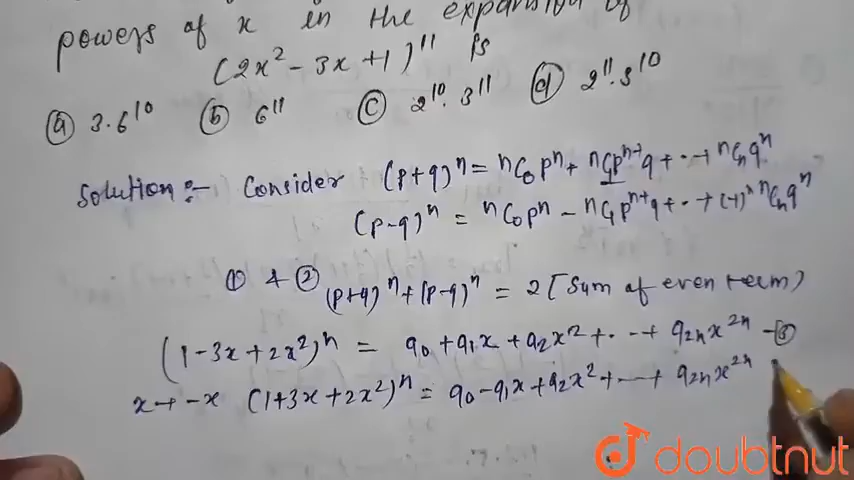 powers of x in the expansion of
(2x² - 3x + 1)¹¹ is
ⓐ 3.6¹⁰ ⓑ 6¹¹ ⓒ 2¹⁰. 3¹¹ ⓓ 2¹¹. 3¹⁰
Solution :- Consider (p+q)ⁿ = ⁿC₀pⁿ + ⁿC₁pⁿ⁻¹q + ... + ⁿCₙqⁿ
(p-q)ⁿ = ⁿC₀pⁿ - ⁿC₁pⁿ⁻¹q + ... + (-1)ⁿ ⁿCₙqⁿ
① & ② (p+q)ⁿ + (p-q)ⁿ = 2 [Sum of even term)
(1-3x+2x²)ⁿ = a₀ + a₁x + a₂x² + ... + a₂ₙx²ⁿ -③
x → -x (1+3x+2x²)ⁿ = a₀ - a₁x + a₂x² + ... + a₂ₙx²ⁿ
doubtnut